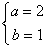 a = 2
b = 1